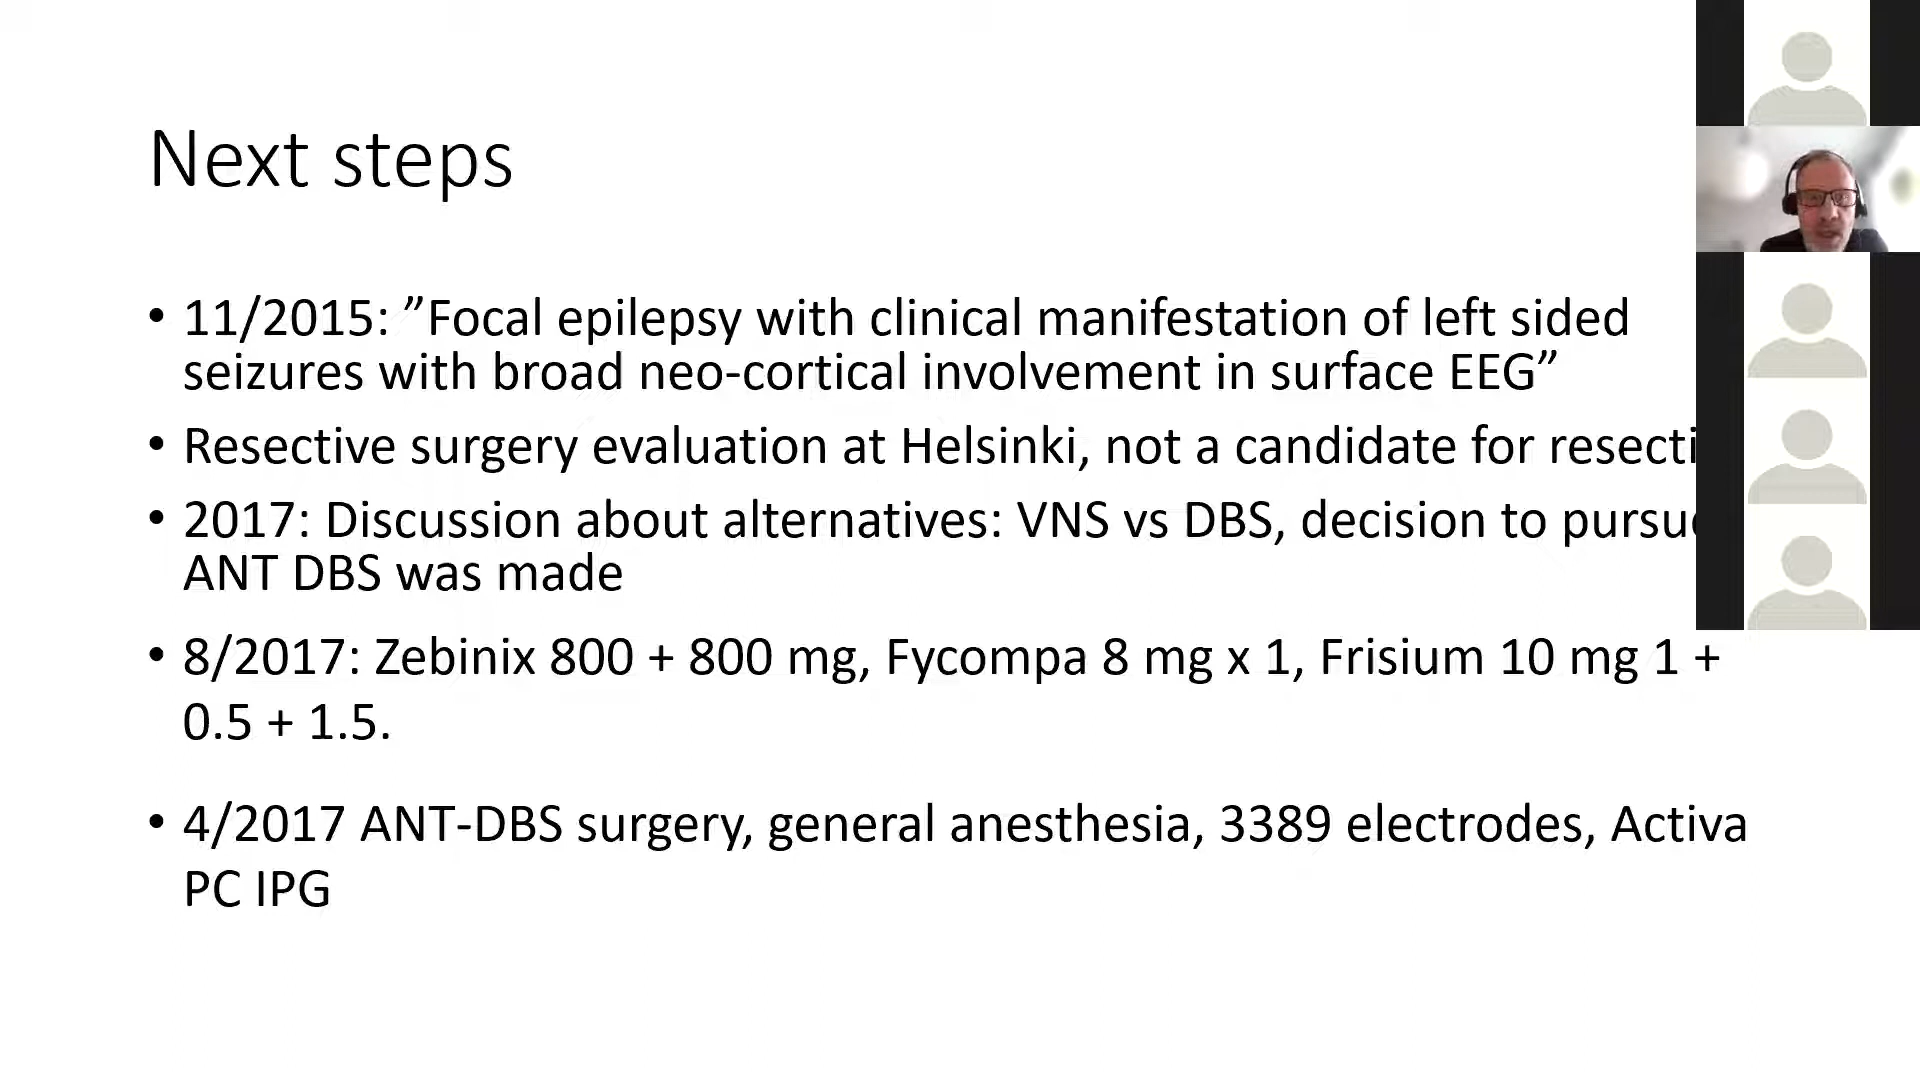 Next steps
• 11/2015: ”Focal epilepsy with clinical manifestation of left sided
seizures with broad neo-cortical involvement in surface EEG”
• Resective surgery evaluation at Helsinki, not a candidate for resecti
• 2017: Discussion about alternatives: VNS vs DBS, decision to pursue
ANT DBS was made
• 8/2017: Zebinix 800 + 800 mg, Fycompa 8 mg x 1, Frisium 10 mg 1 +
0.5 + 1.5.
• 4/2017 ANT-DBS surgery, general anesthesia, 3389 electrodes, Activa
PC IPG